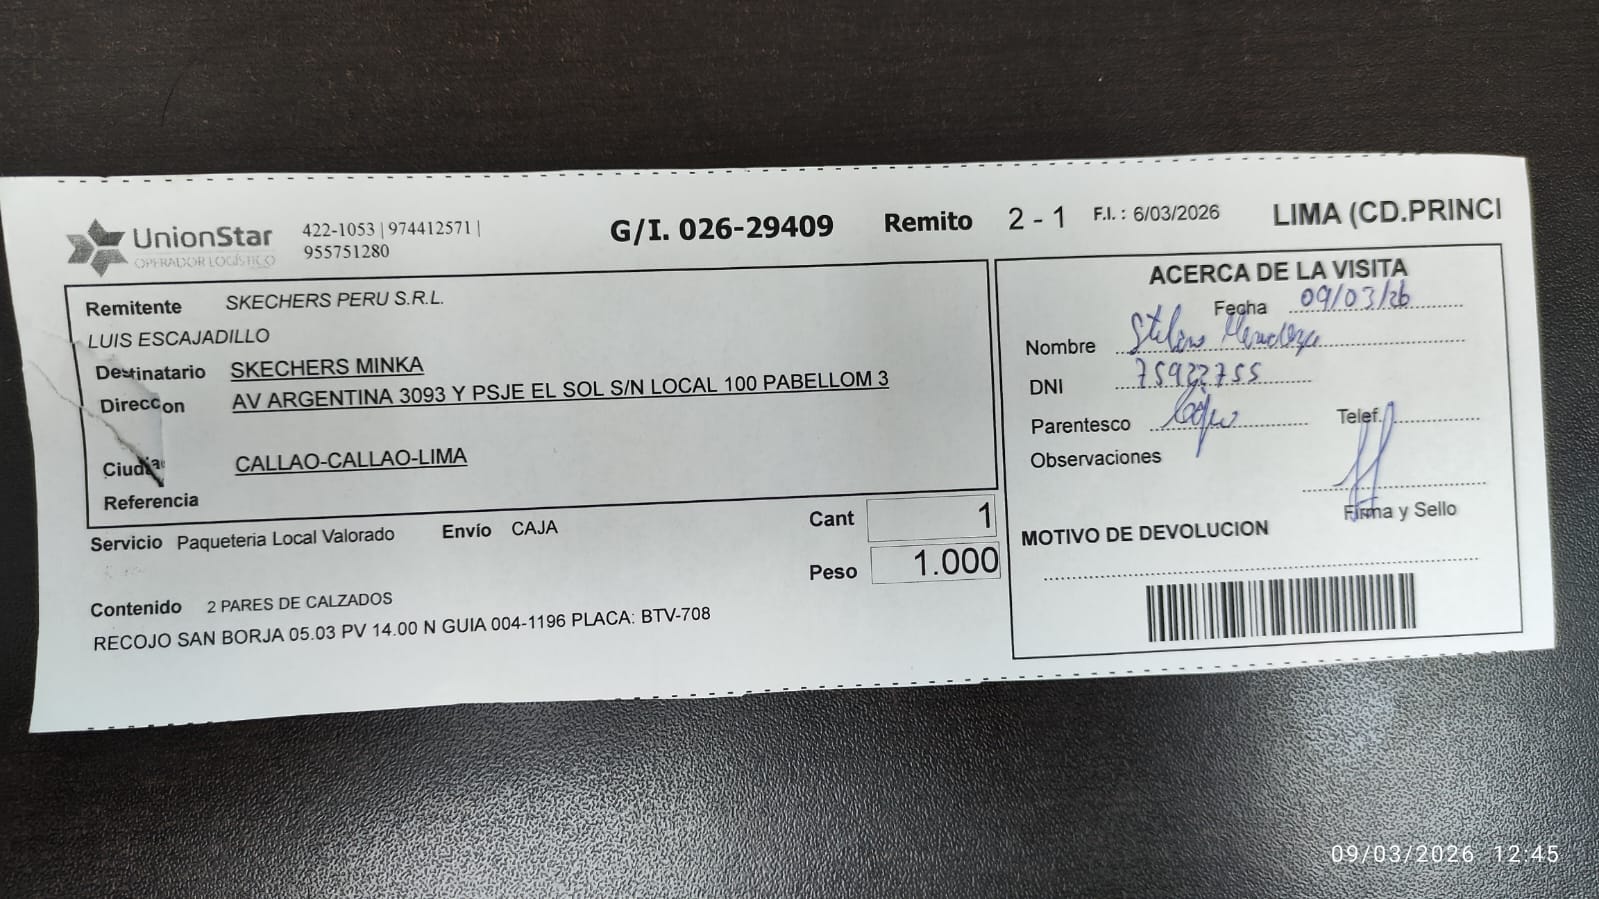 UnionStar
OPERADOR LOGÍSTICO
422-1053 | 974412571 |
955751280
G/I. 026-29409 Remito 2 - 1 F.I. : 6/03/2026 LIMA (CD.PRINCI
Remitente SKECHERS PERU S.R.L.
LUIS ESCAJADILLO
Destinatario SKECHERS MINKA
Direccon AV ARGENTINA 3093 Y PSJE EL SOL S/N LOCAL 100 PABELLOM 3
CALLAO-CALLAO-LIMA
Referencia
Servicio Paqueteria Local Valorado Envío CAJA
Cant 1
Peso 1.000
Contenido 2 PARES DE CALZADOS
RECOJO SAN BORJA 05.03 PV 14.00 N GUIA 004-1196 PLACA: BTV-708
ACERCA DE LA VISITA
Fecha 09/03/26
Nombre Mendoza
DNI
Parentesco
Telef.
Observaciones
Firma y Sello
MOTIVO DE DEVOLUCION
09/03/2026 12:45